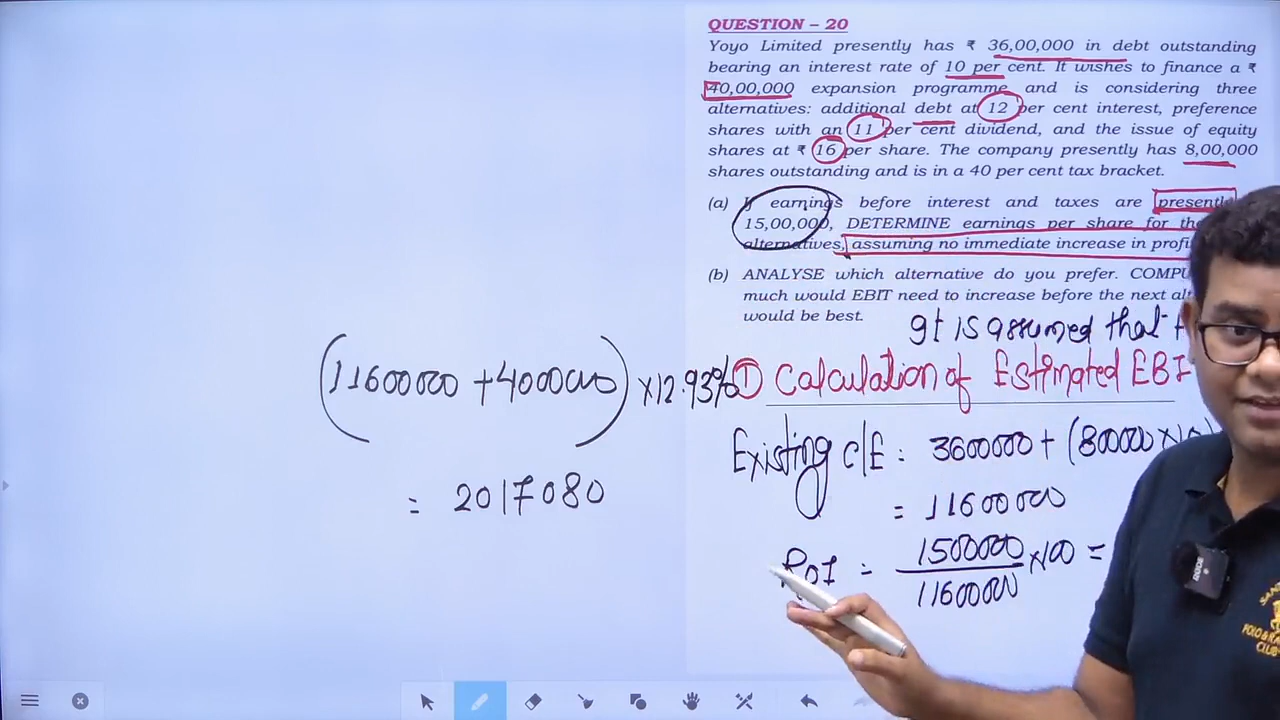 QUESTION – 20
Yoyo Limited presently has ₹ 36,00,000 in debt outstanding
bearing an interest rate of 10 per cent. It wishes to finance a ₹
40,00,000 expansion programme and is considering three
alternatives: additional debt at 12 per cent interest, preference
shares with an 11 per cent dividend, and the issue of equity
shares at ₹ 16 per share. The company presently has 8,00,000
shares outstanding and is in a 40 per cent tax bracket.
(a) If earnings before interest and taxes are presently
15,00,000, DETERMINE earnings per share for the
alternatives, assuming no immediate increase in profi
(b) ANALYSE which alternative do you prefer. COMPU
much would EBIT need to increase before the next al
would be best.
It is assumed that
① Calculation of Estimated EBI
Existing C/E : 3600000 + (800000 × 10)
= 11600000
ROI = 1500000 / 11600000 × 100 =
(11600000 + 4000000) × 12.93%
= 2017080
POLO &
CLUB